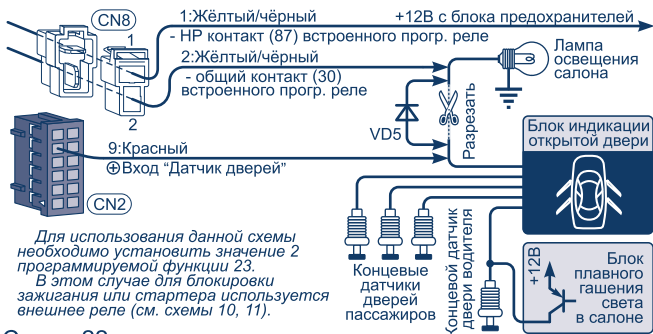 CN8
1:Жёлтый/чёрный
+12В с блока предохранителей
- НР контакт (87) встроенного прогр. реле
1
2:Жёлтый/чёрный
- общий контакт (30)
встроенного прогр. реле
2
Лампа
освещения
салона
VD5
Разрезать
9:Красный
⊕Вход “Датчик дверей”
CN2
Блок индикации
открытой двери
Для использования данной схемы
необходимо установить значение 2
программируемой функции 23.
В этом случае для блокировки
зажигания или стартера используется
внешнее реле (см. схемы 10, 11).
Концевые
датчики
дверей
пассажиров
Концевой датчик
двери водителя
+12В
Блок
плавного
гашения
света
в салоне